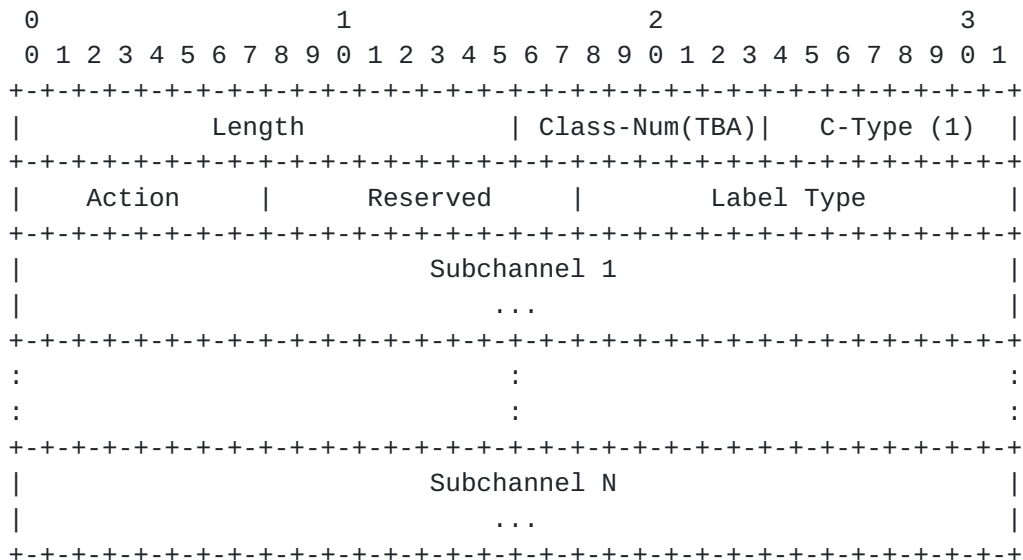 0                   1                   2                   3
 0 1 2 3 4 5 6 7 8 9 0 1 2 3 4 5 6 7 8 9 0 1 2 3 4 5 6 7 8 9 0 1
+-+-+-+-+-+-+-+-+-+-+-+-+-+-+-+-+-+-+-+-+-+-+-+-+-+-+-+-+-+-+-+-+
|            Length             | Class-Num(TBA)|   C-Type (1)  |
+-+-+-+-+-+-+-+-+-+-+-+-+-+-+-+-+-+-+-+-+-+-+-+-+-+-+-+-+-+-+-+-+
|    Action     |      Reserved     |        Label Type         |
+-+-+-+-+-+-+-+-+-+-+-+-+-+-+-+-+-+-+-+-+-+-+-+-+-+-+-+-+-+-+-+-+
|                          Subchannel 1                         |
|                              ...                              |
+-+-+-+-+-+-+-+-+-+-+-+-+-+-+-+-+-+-+-+-+-+-+-+-+-+-+-+-+-+-+-+-+
:                               :                               :
:                               :                               :
+-+-+-+-+-+-+-+-+-+-+-+-+-+-+-+-+-+-+-+-+-+-+-+-+-+-+-+-+-+-+-+-+
|                          Subchannel N                         |
|                              ...                              |
+-+-+-+-+-+-+-+-+-+-+-+-+-+-+-+-+-+-+-+-+-+-+-+-+-+-+-+-+-+-+-+-+